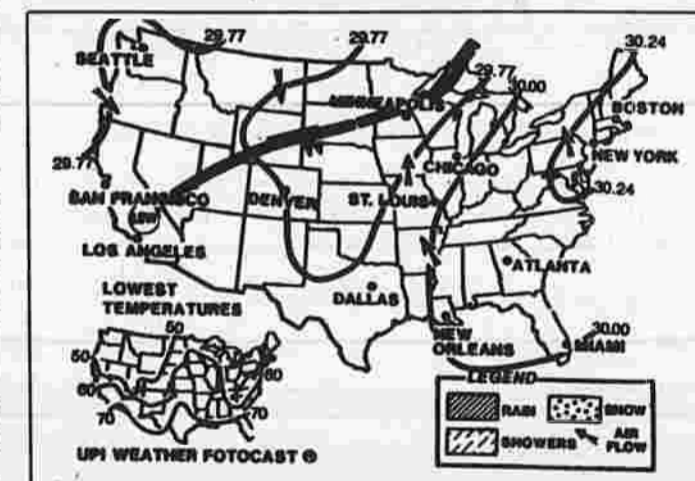 29.77
29.77
30.24
SEATTLE
29.77
30.00
MINNEAPOLIS
BOSTON
NEW YORK
29.77
CHICAGO
SAN FRANCISCO
DENVER
ST. LOUIS
30.24
LOW
LOS ANGELES
ATLANTA
LOWEST
TEMPERATURES
DALLAS
50
30.00
NEW
ORLEANS
MIAMI
50
60
60
70
70
LEGEND
RAIN
SNOW
SHOWERS
AIR
FLOW
UPI WEATHER FOTOCAST ®